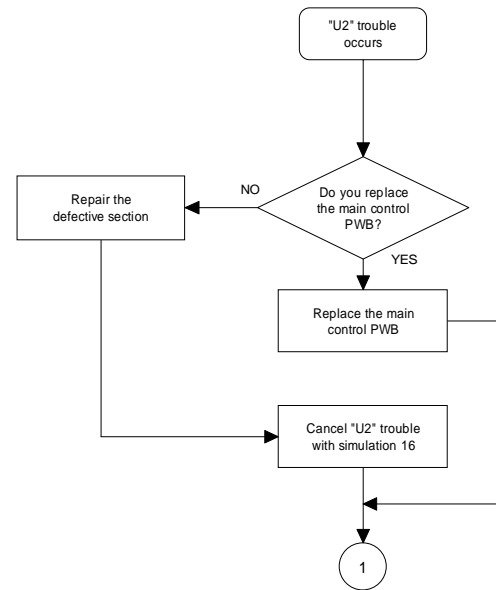 "U2" trouble
occurs
Do you replace
the main control
PWB?
NO
Repair the
defective section
YES
Replace the main
control PWB
Cancel "U2" trouble
with simulation 16
1